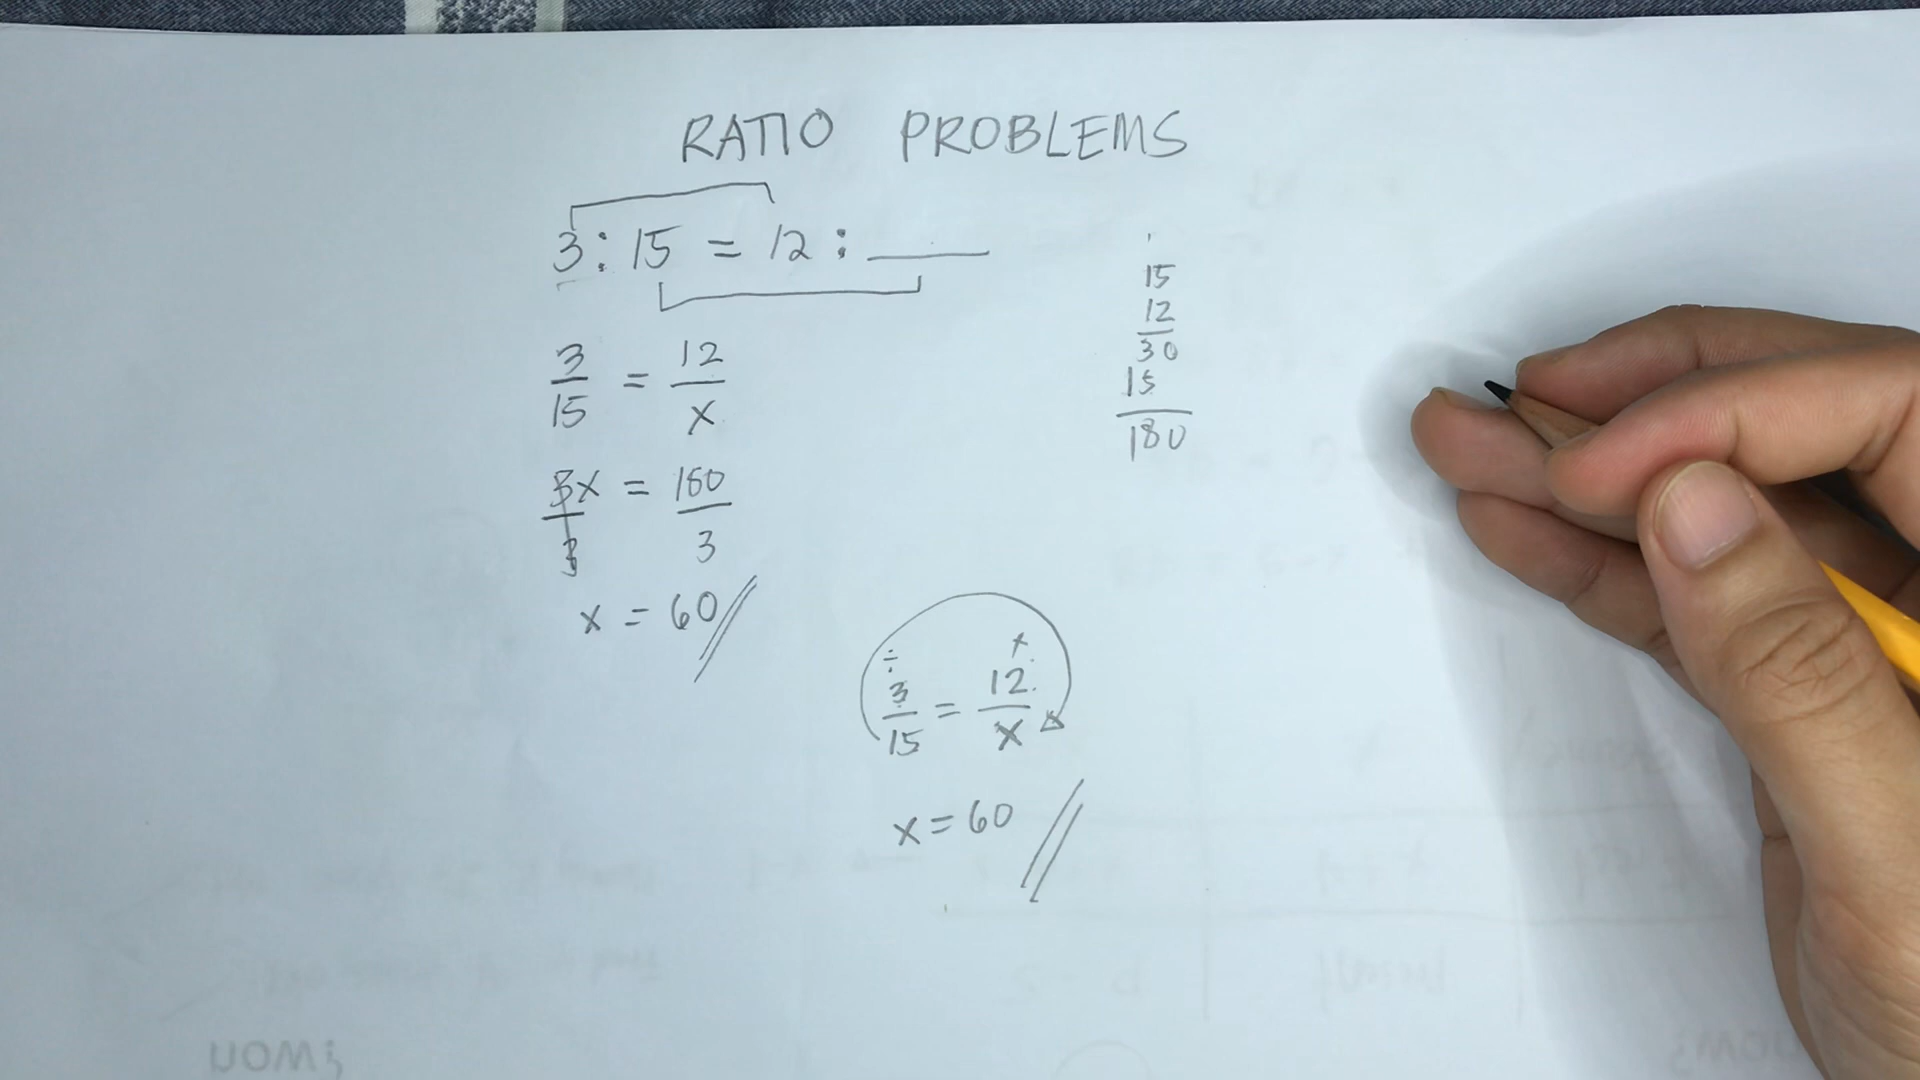 RATIO PROBLEMS
3 : 15 = 12 : ____
3/15 = 12/x
3x/3 = 180/3
x = 60
15
12
30
15
180
÷ x
3/15 = 12/x
x = 60